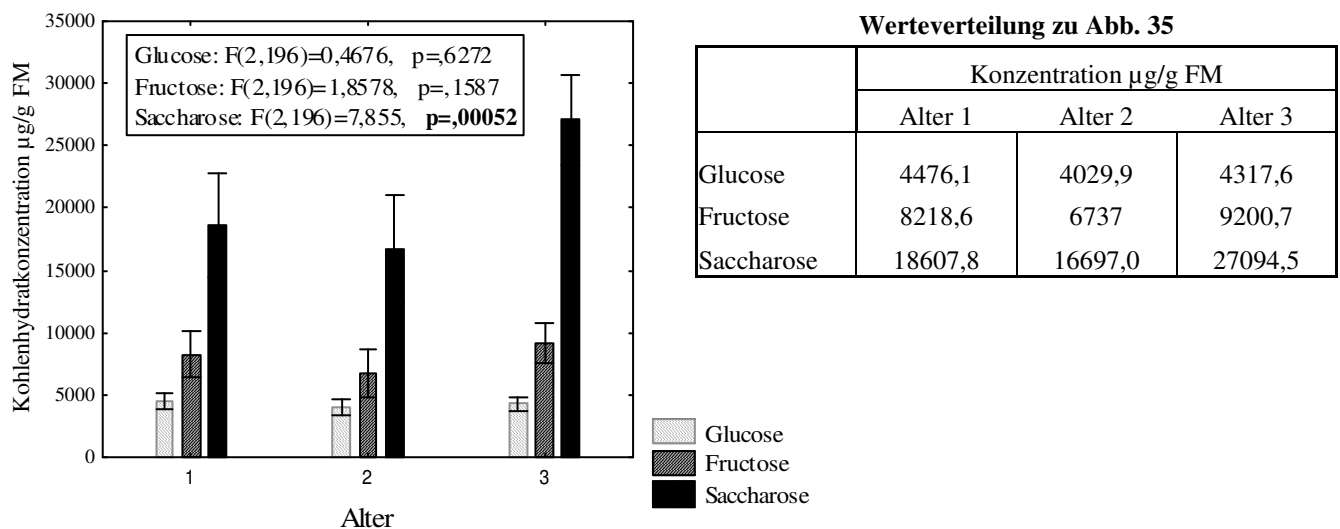 35000
30000
25000
20000
15000
10000
5000
0
Kohlenhydratkonzentration µg/g FM
Glucose: F(2,196)=0,4676, p=,6272
Fructose: F(2,196)=1,8578, p=,1587
Saccharose: F(2,196)=7,855, p=,00052
1 2 3
Alter
Glucose
Fructose
Saccharose
Werteverteilung zu Abb. 35
Konzentration µg/g FM
Alter 1 Alter 2 Alter 3
Glucose 4476,1 4029,9 4317,6
Fructose 8218,6 6737 9200,7
Saccharose 18607,8 16697,0 27094,5